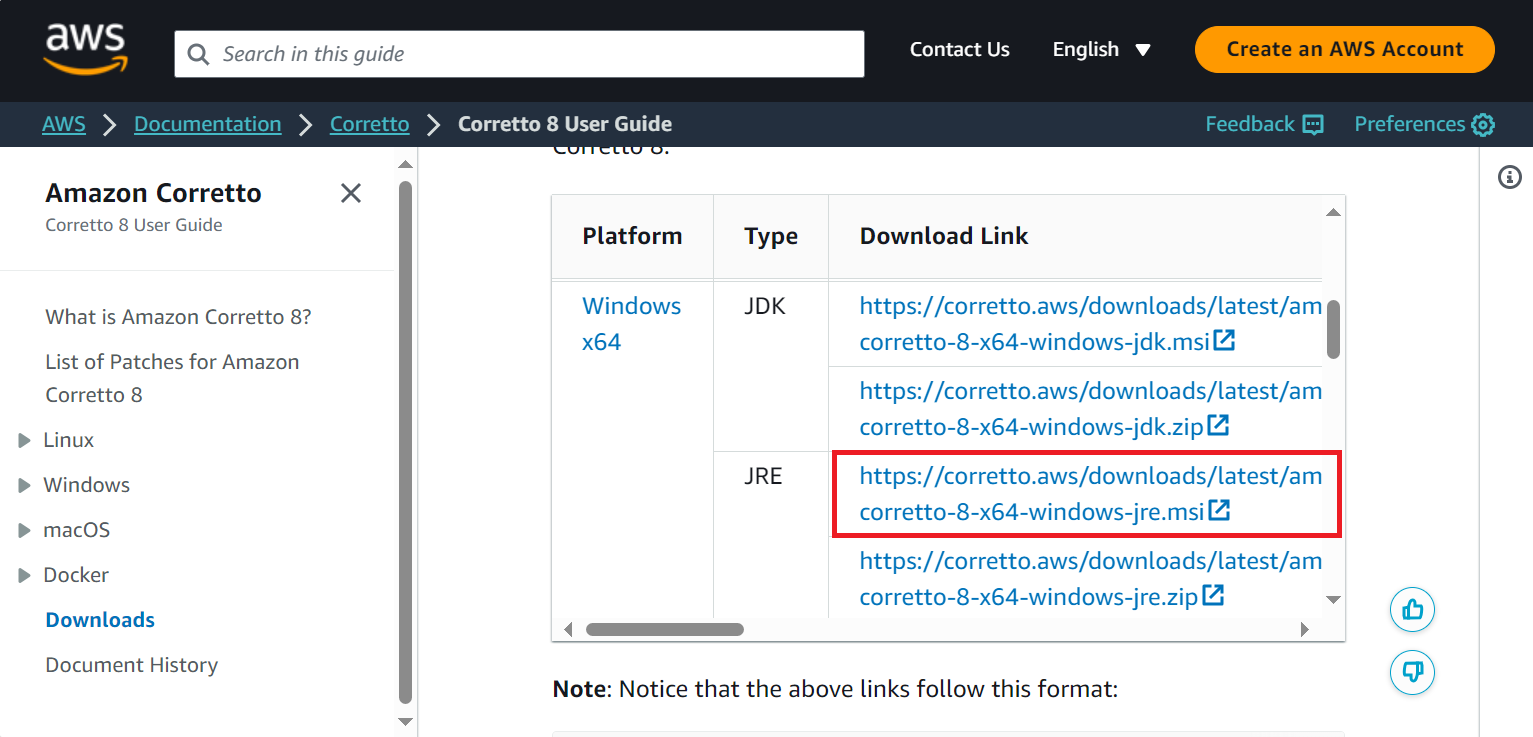 aws
Search in this guide
Contact Us
English
Create an AWS Account
AWS
Documentation
Corretto
Corretto 8 User Guide
Feedback
Preferences
Amazon Corretto
Corretto 8 User Guide
What is Amazon Corretto 8?
List of Patches for Amazon
Corretto 8
Linux
Windows
macOS
Docker
Downloads
Document History
Corretto 8.
Platform
Type
Download Link
Windows
x64
JDK
https://corretto.aws/downloads/latest/am
corretto-8-x64-windows-jdk.msi
https://corretto.aws/downloads/latest/am
corretto-8-x64-windows-jdk.zip
JRE
https://corretto.aws/downloads/latest/am
corretto-8-x64-windows-jre.msi
https://corretto.aws/downloads/latest/am
corretto-8-x64-windows-jre.zip
Note: Notice that the above links follow this format: